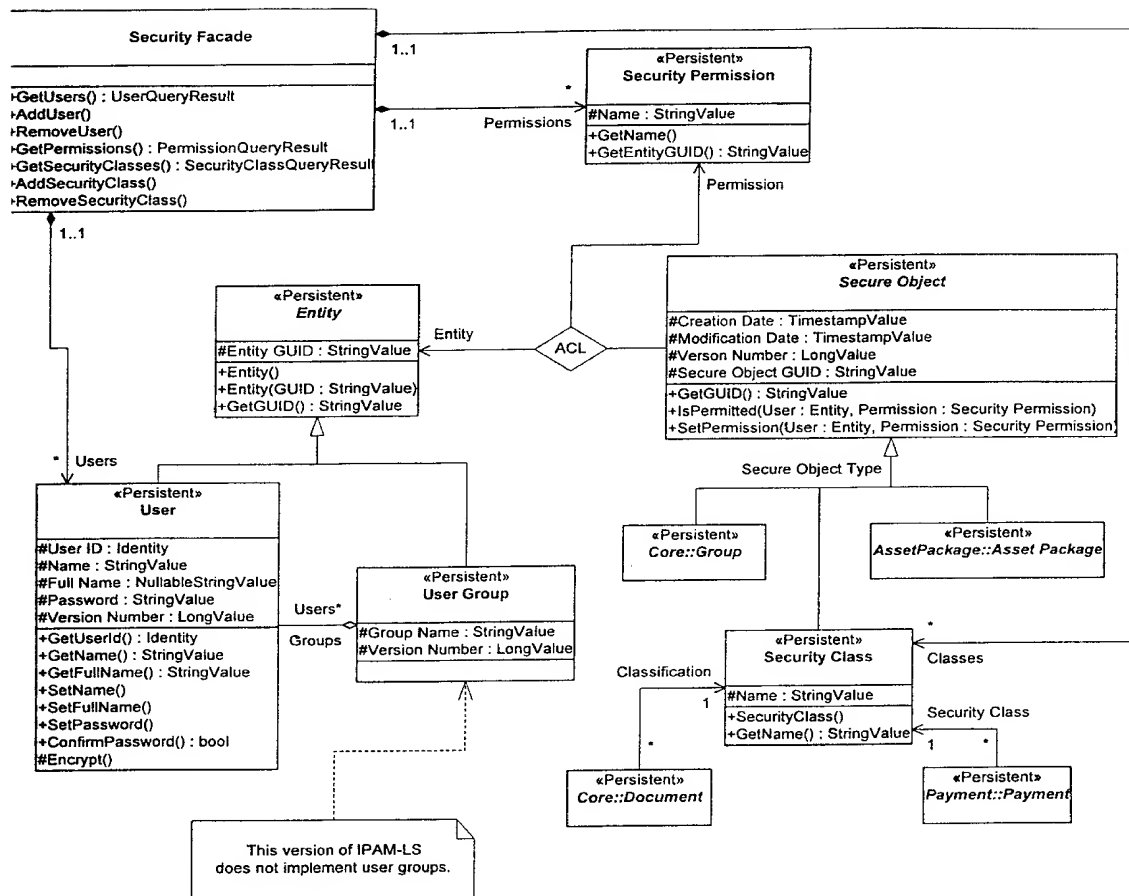 Security Facade
+GetUsers() : UserQueryResult
+AddUser()
+RemoveUser()
+GetPermissions() : PermissionQueryResult
+GetSecurityClasses() : SecurityClassQueryResult
+AddSecurityClass()
+RemoveSecurityClass()
1..1
1..1
1..1
*
Permissions
«Persistent»
Security Permission
#Name : StringValue
+GetName()
+GetEntityGUID() : StringValue
Permission
«Persistent»
Entity
#Entity GUID : StringValue
+Entity()
+Entity(GUID : StringValue)
+GetGUID() : StringValue
Entity
ACL
«Persistent»
Secure Object
#Creation Date : TimestampValue
#Modification Date : TimestampValue
#Verson Number : LongValue
#Secure Object GUID : StringValue
+GetGUID() : StringValue
+IsPermitted(User : Entity, Permission : Security Permission)
+SetPermission(User : Entity, Permission : Security Permission)
* Users
«Persistent»
User
#User ID : Identity
#Name : StringValue
#Full Name : NullableStringValue
#Password : StringValue
#Version Number : LongValue
+GetUserId() : Identity
+GetName() : StringValue
+GetFullName() : StringValue
+SetName()
+SetFullName()
+SetPassword()
+ConfirmPassword() : bool
#Encrypt()
Users*
Groups
«Persistent»
User Group
#Group Name : StringValue
#Version Number : LongValue
Secure Object Type
«Persistent»
Core::Group
«Persistent»
AssetPackage::Asset Package
«Persistent»
Security Class
#Name : StringValue
+SecurityClass()
+GetName() : StringValue
*
Classes
Classification
1
*
Security Class
1
*
«Persistent»
Core::Document
«Persistent»
Payment::Payment
This version of IPAM-LS
does not implement user groups.